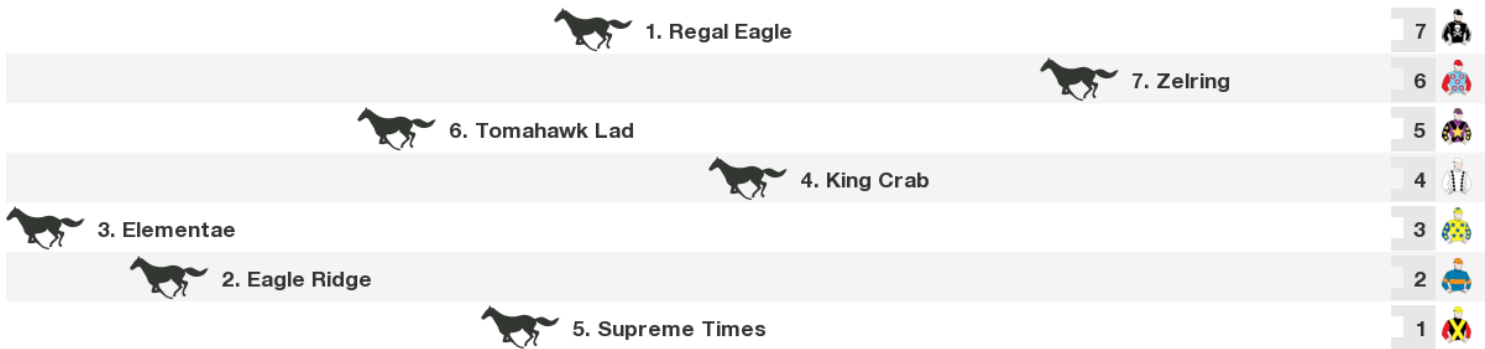 1. Regal Eagle 7
7. Zelring 6
6. Tomahawk Lad 5
4. King Crab 4
3. Elementae 3
2. Eagle Ridge 2
5. Supreme Times 1